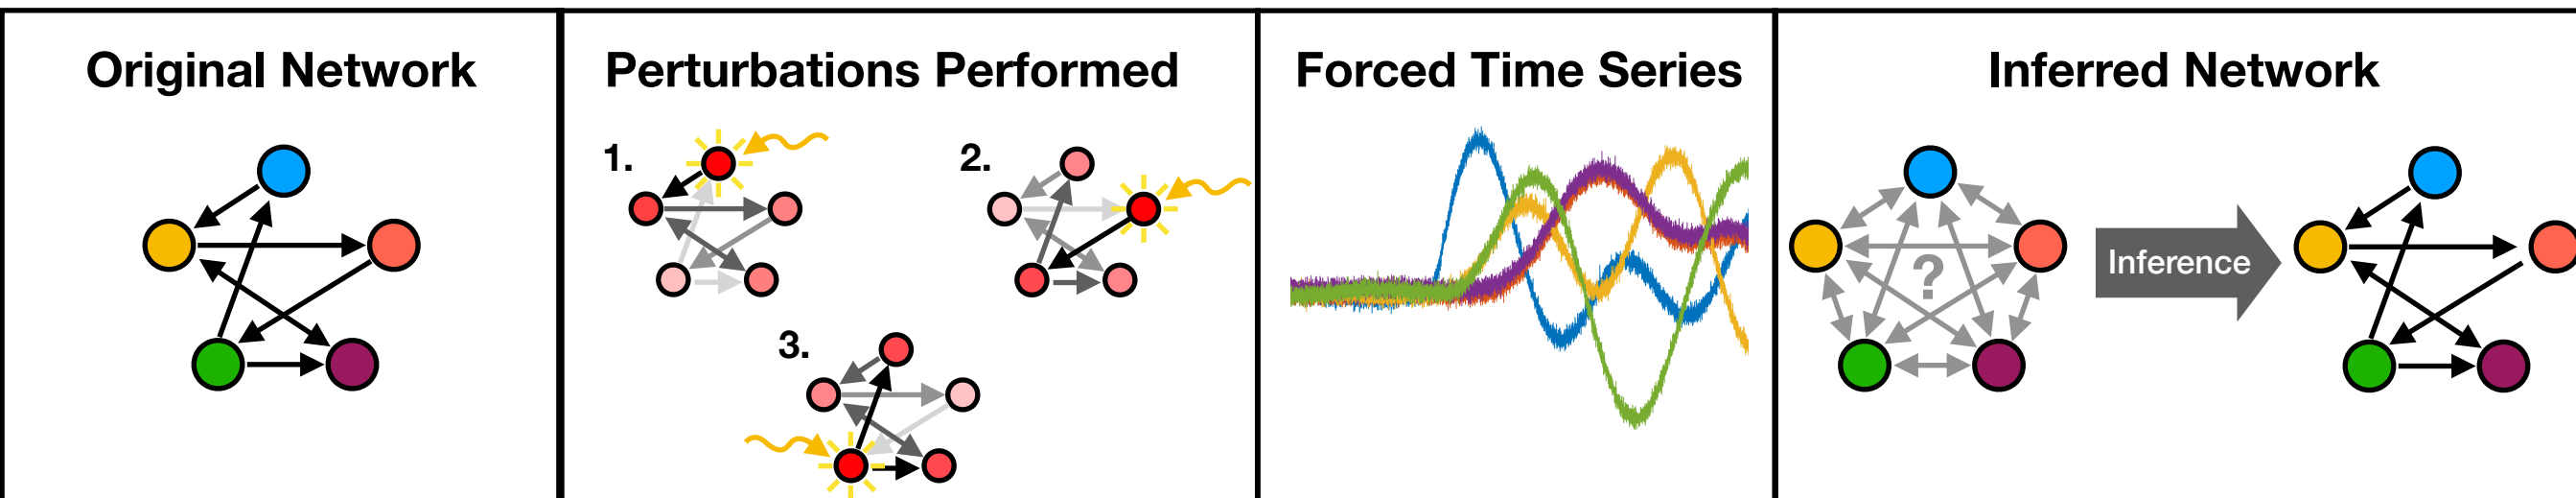 Original Network
Perturbations Performed
Forced Time Series
Inferred Network
1.
2.
3.
?
Inference